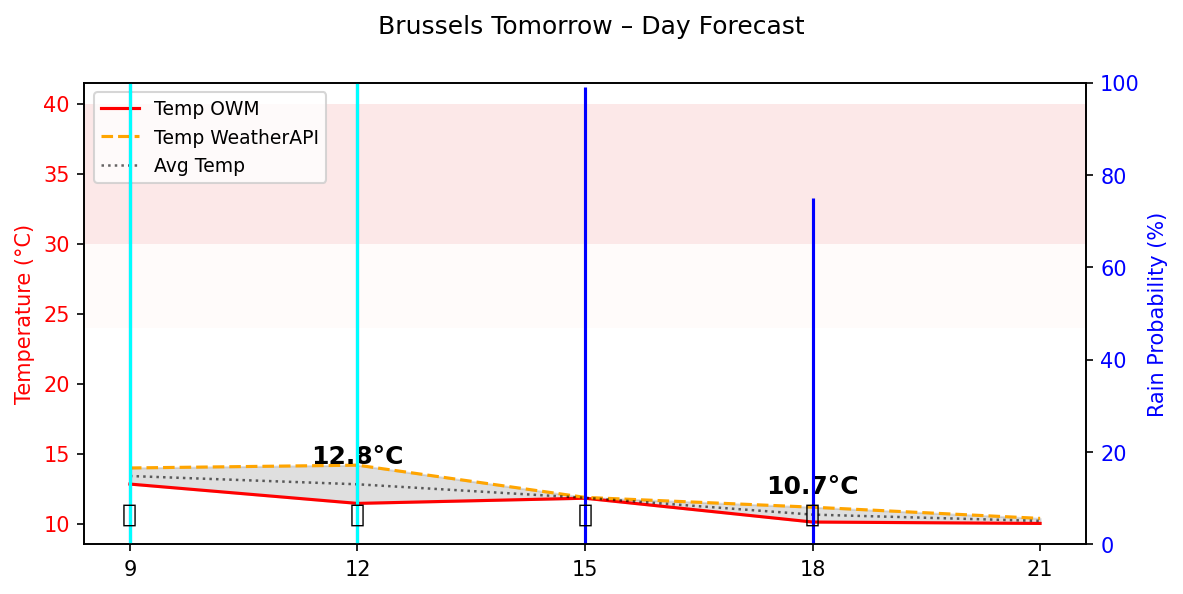 Brussels Tomorrow – Day Forecast
Temp OWM
Temp WeatherAPI
Avg Temp
Temperature (°C)
40
35
30
25
20
15
10
100
80
60
40
20
0
Rain Probability (%)
12.8°C
10.7°C
9
12
15
18
21